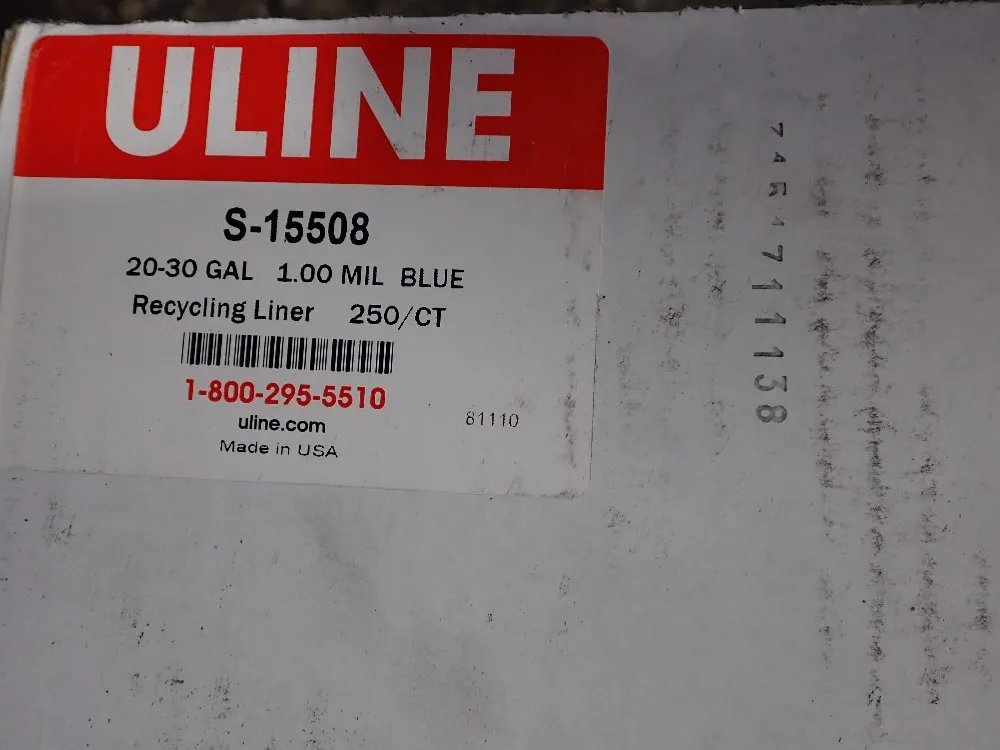 ULINE
S-15508
20-30 GAL 1.00 MIL BLUE
Recycling Liner 250/CT
1-800-295-5510
uline.com
81110
Made in USA